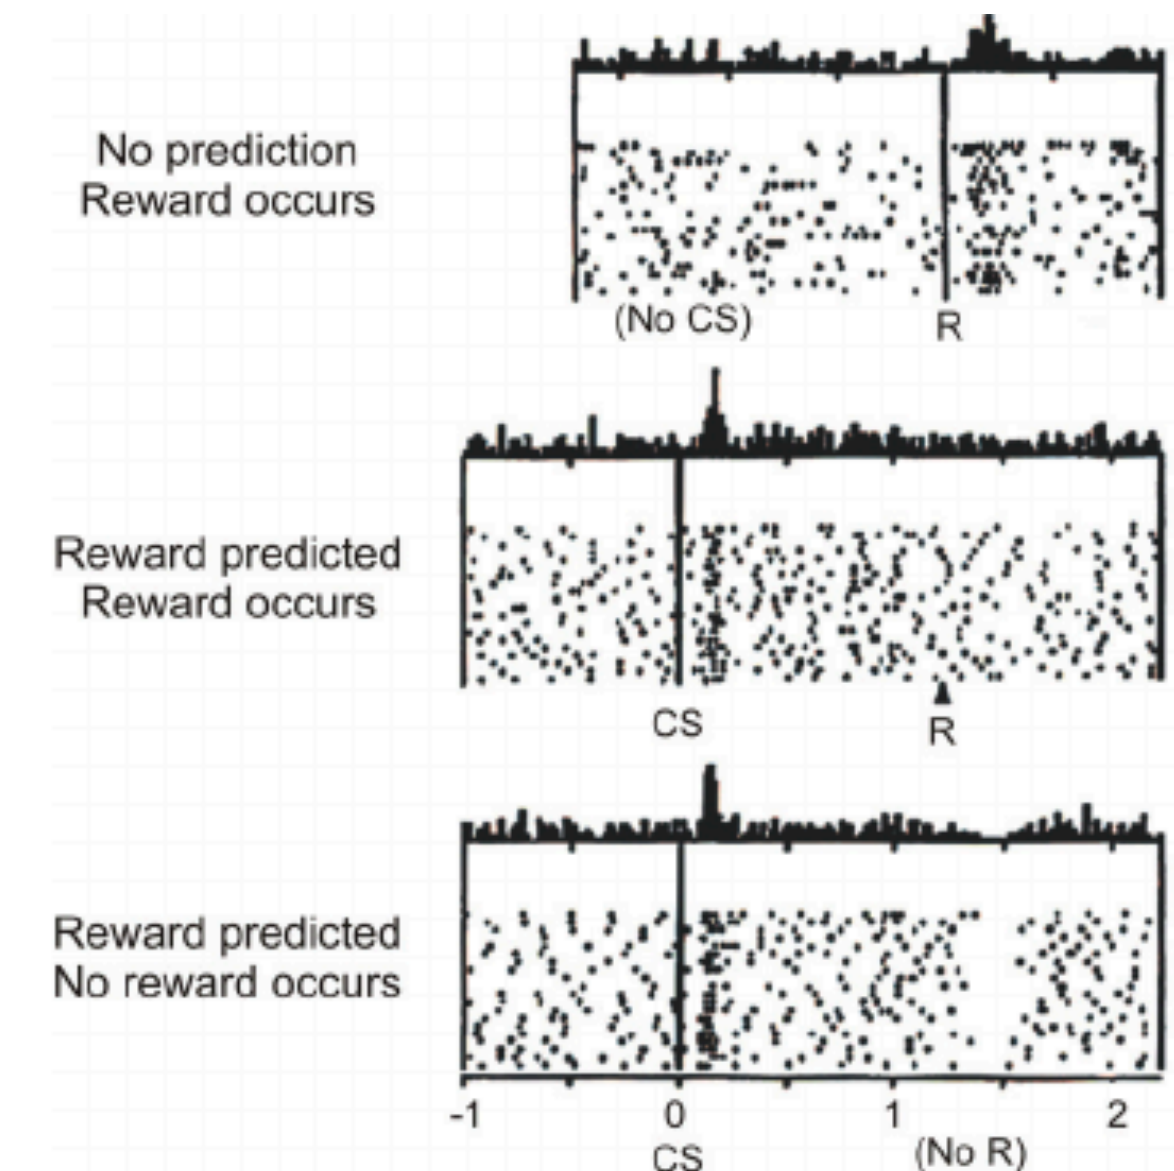 No prediction
Reward occurs
(No CS)
R
Reward predicted
Reward occurs
CS
R
Reward predicted
No reward occurs
-1
0
1
2
CS
(No R)